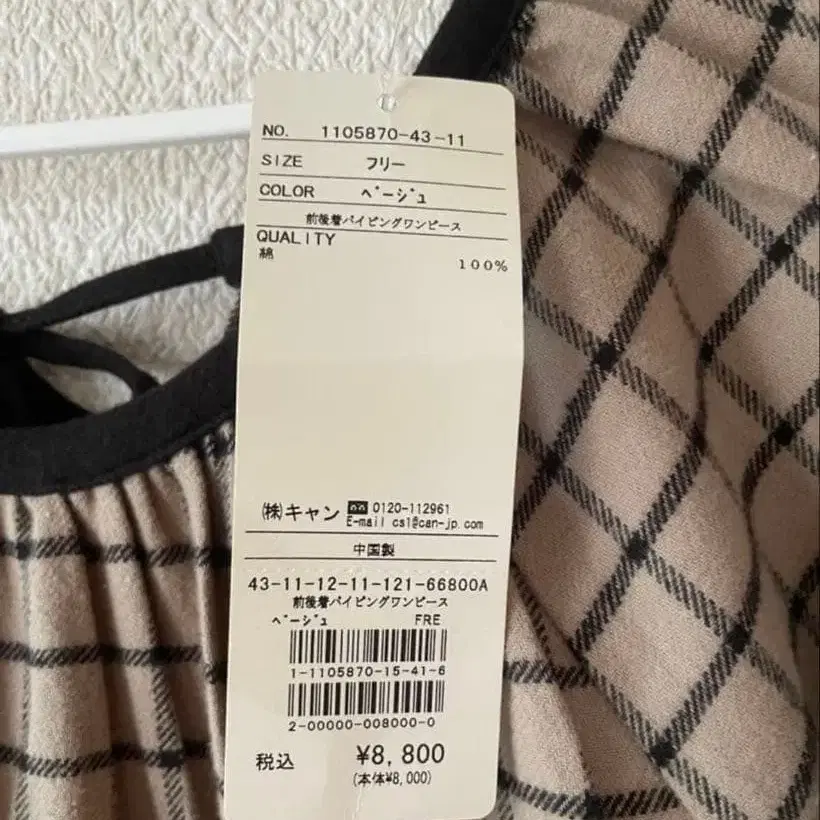 NO. 1105870-43-11
SIZE フリー
COLOR ベージュ
前後着パイピングワンピース
QUALITY
綿
100%
㈱キャン 0120-112961
E-mail cs1@can-jp.com
中国製
43-11-12-11-121-66800A
前後着パイピングワンピース
ベージュ FRE
1-1105870-15-41-6
2-00000-008000-0
税込 ¥8,800
(本体¥8,000)